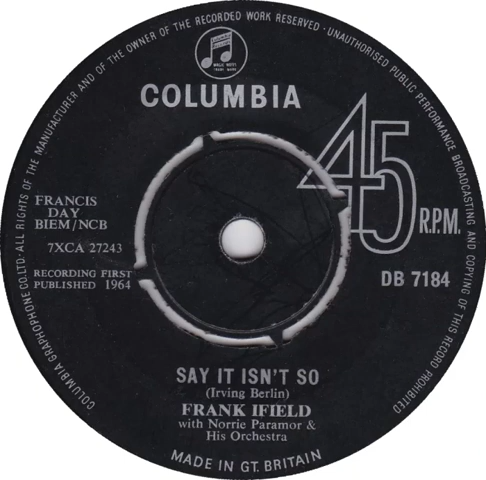 COLUMBIA GRAPHOPHONE CO. LTD. · ALL RIGHTS OF THE MANUFACTURER AND OF THE OWNER OF THE RECORDED WORK RESERVED · UNAUTHORISED PUBLIC PERFORMANCE BROADCASTING AND COPYING OF THIS RECORD PROHIBITED
COLUMBIA
45
R.P.M.
FRANCIS
DAY
BIEM/NCB
7XCA 27243
RECORDING FIRST
PUBLISHED 1964
DB 7184
SAY IT ISN'T SO
(Irving Berlin)
FRANK IFIELD
with Norrie Paramor &
His Orchestra
MADE IN GT. BRITAIN